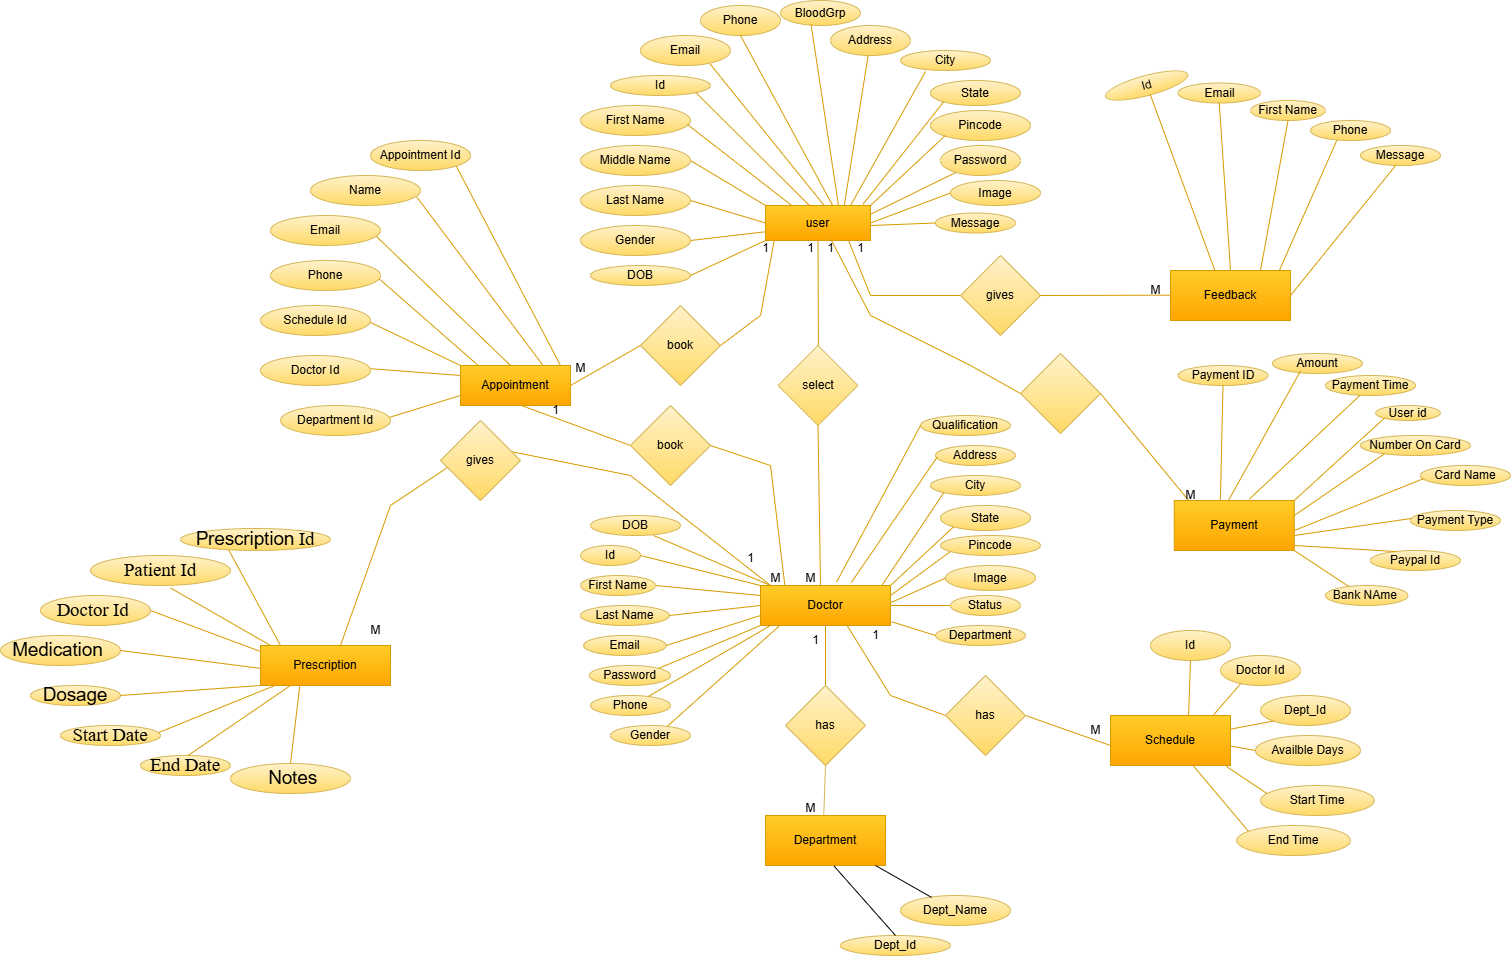 Phone
BloodGrp
Address
Email
City
Id
State
First Name
Pincode
Middle Name
Password
Last Name
Image
Gender
Message
DOB
user
1
1
1
1
Id
Email
First Name
Phone
Message
gives
M
Feedback
Appointment Id
Name
Email
Phone
Schedule Id
Doctor Id
Department Id
Appointment
M
1
book
select
book
gives
Payment ID
Amount
Payment Time
User id
Number On Card
Card Name
Payment Type
Paypal Id
Bank NAme
M
Payment
Qualification
Address
City
State
Pincode
Image
Status
Department
DOB
Id
First Name
Last Name
Email
Password
Phone
Gender
1
M
M
Doctor
1
1
Prescription Id
Patient Id
Doctor Id
Medication
Dosage
Start Date
End Date
Notes
M
Prescription
has
has
M
Schedule
Id
Doctor Id
Dept_Id
Availble Days
Start Time
End Time
M
Department
Dept_Name
Dept_Id